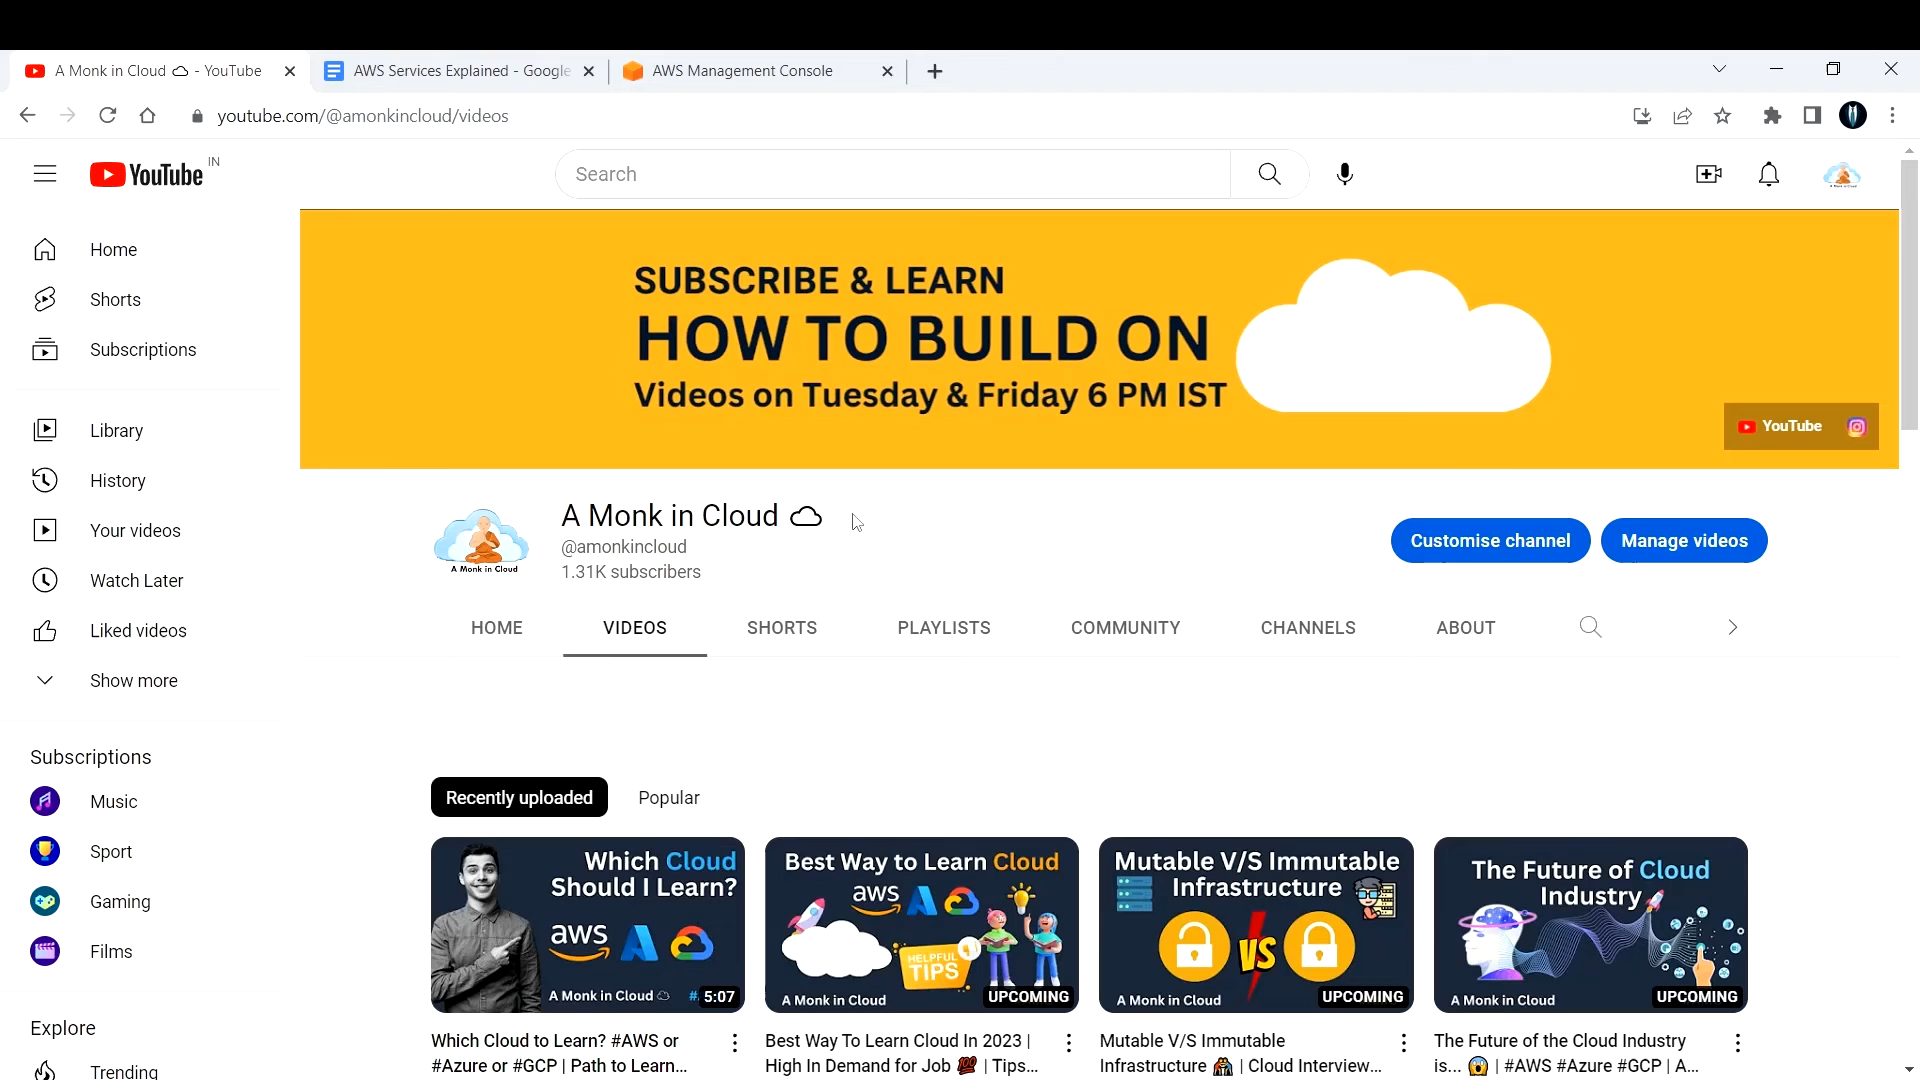 A Monk in Cloud - YouTube
AWS Services Explained - Google
AWS Management Console
youtube.com/@amonkincloud/videos
YouTube IN
Search
Home
Shorts
Subscriptions
Library
History
Your videos
Watch Later
Liked videos
Show more
Subscriptions
Music
Sport
Gaming
Films
Explore
Trending
SUBSCRIBE & LEARN
HOW TO BUILD ON
Videos on Tuesday & Friday 6 PM IST
YouTube
A Monk in Cloud
A Monk in Cloud
@amonkincloud
1.31K subscribers
Customise channel
Manage videos
HOME
VIDEOS
SHORTS
PLAYLISTS
COMMUNITY
CHANNELS
ABOUT
Recently uploaded
Popular
Which Cloud
Should I Learn?
aws
A Monk in Cloud
#
5:07
Which Cloud to Learn? #AWS or
#Azure or #GCP | Path to Learn...
Best Way to Learn Cloud
aws
HELPFUL
TIPS
A Monk in Cloud
UPCOMING
Best Way To Learn Cloud In 2023 |
High In Demand for Job 💯 | Tips...
Mutable V/S Immutable
Infrastructure
VS
A Monk in Cloud
UPCOMING
Mutable V/S Immutable
Infrastructure | Cloud Interview...
The Future of Cloud
Industry
A Monk in Cloud
UPCOMING
The Future of the Cloud Industry
is... 😱 | #AWS #Azure #GCP | A...